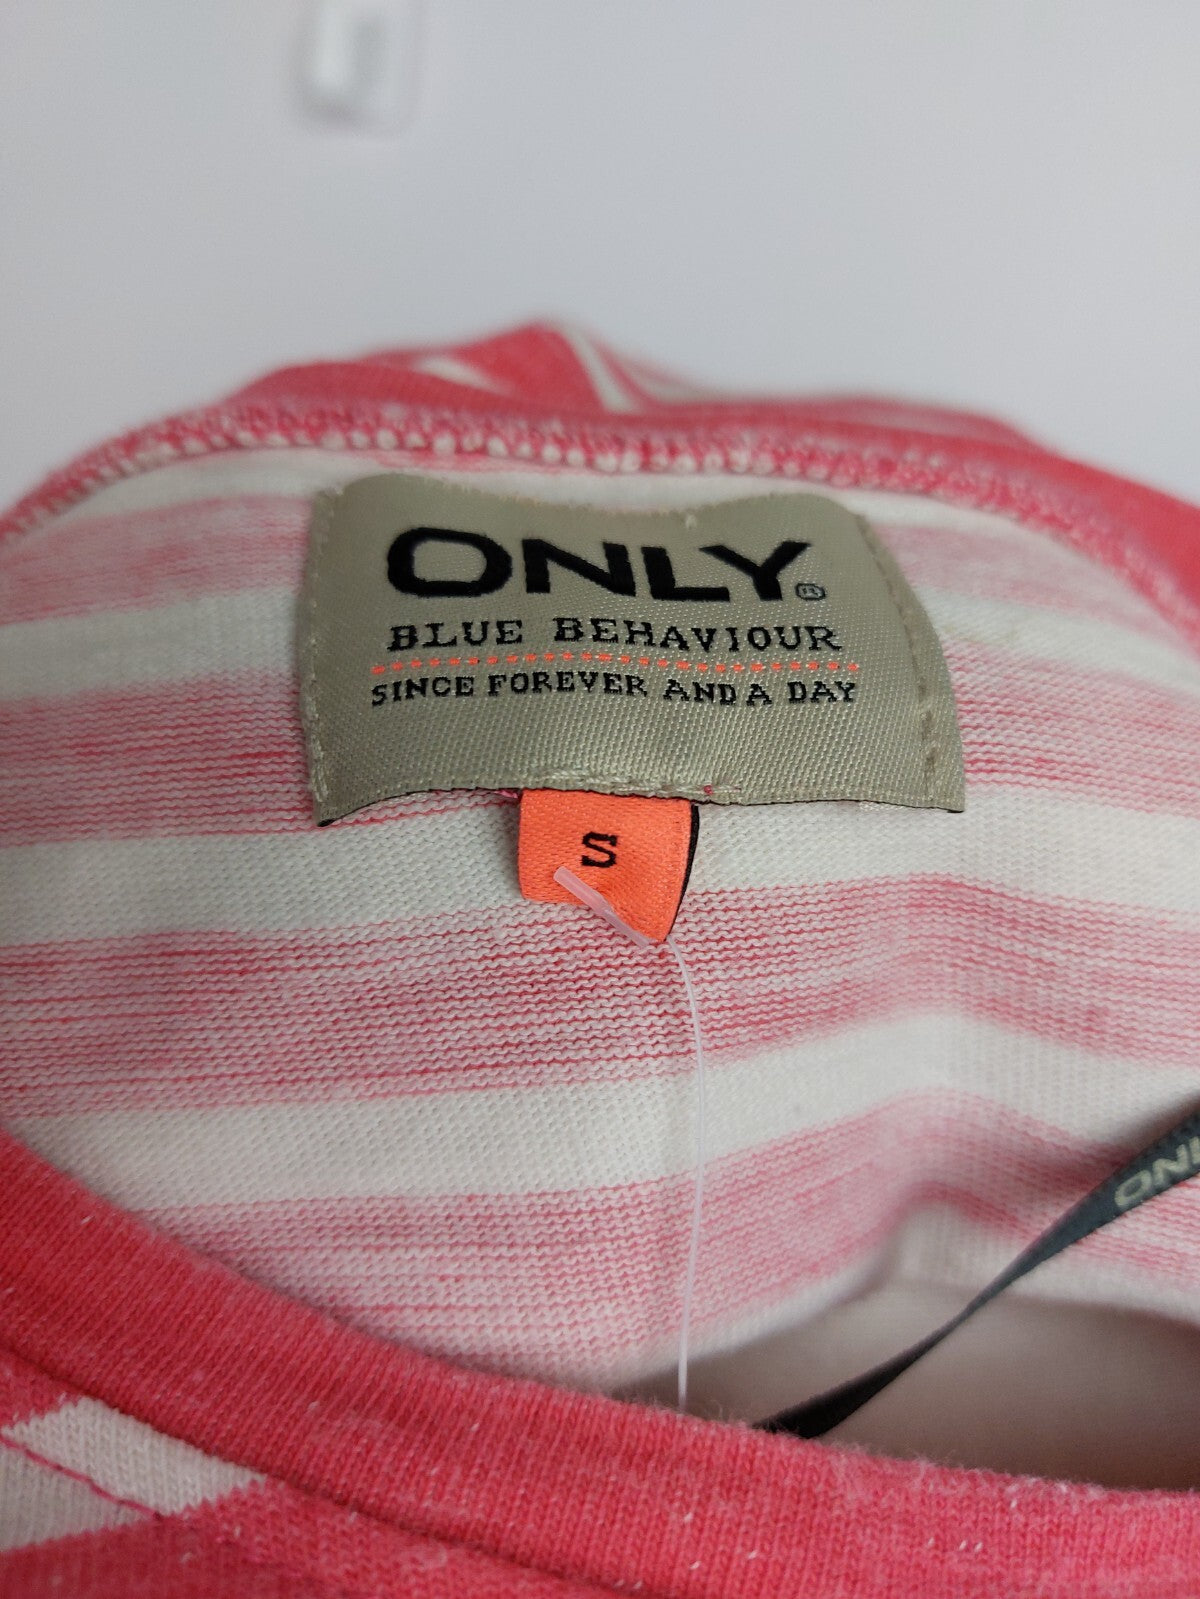 ONLY®
BLUE BEHAVIOUR
SINCE FOREVER AND A DAY
S